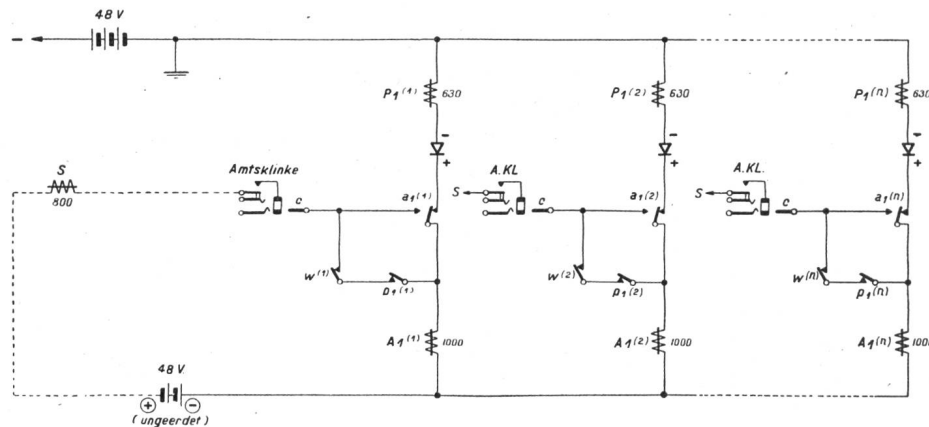 48 V
−
P1(1) 630
P1(2) 630
P1(n) 630
− − −
+ + +
S
800
Amtsklinke
A.KL
A.KL.
a1(1)
S
a1(2)
S
a1(n)
c
c
c
w(1)
p1(1)
w(2)
p1(2)
w(n)
p1(n)
A1(1) 1000
A1(2) 1000
A1(n) 1000
48 V.
+ −
(ungeerdet)